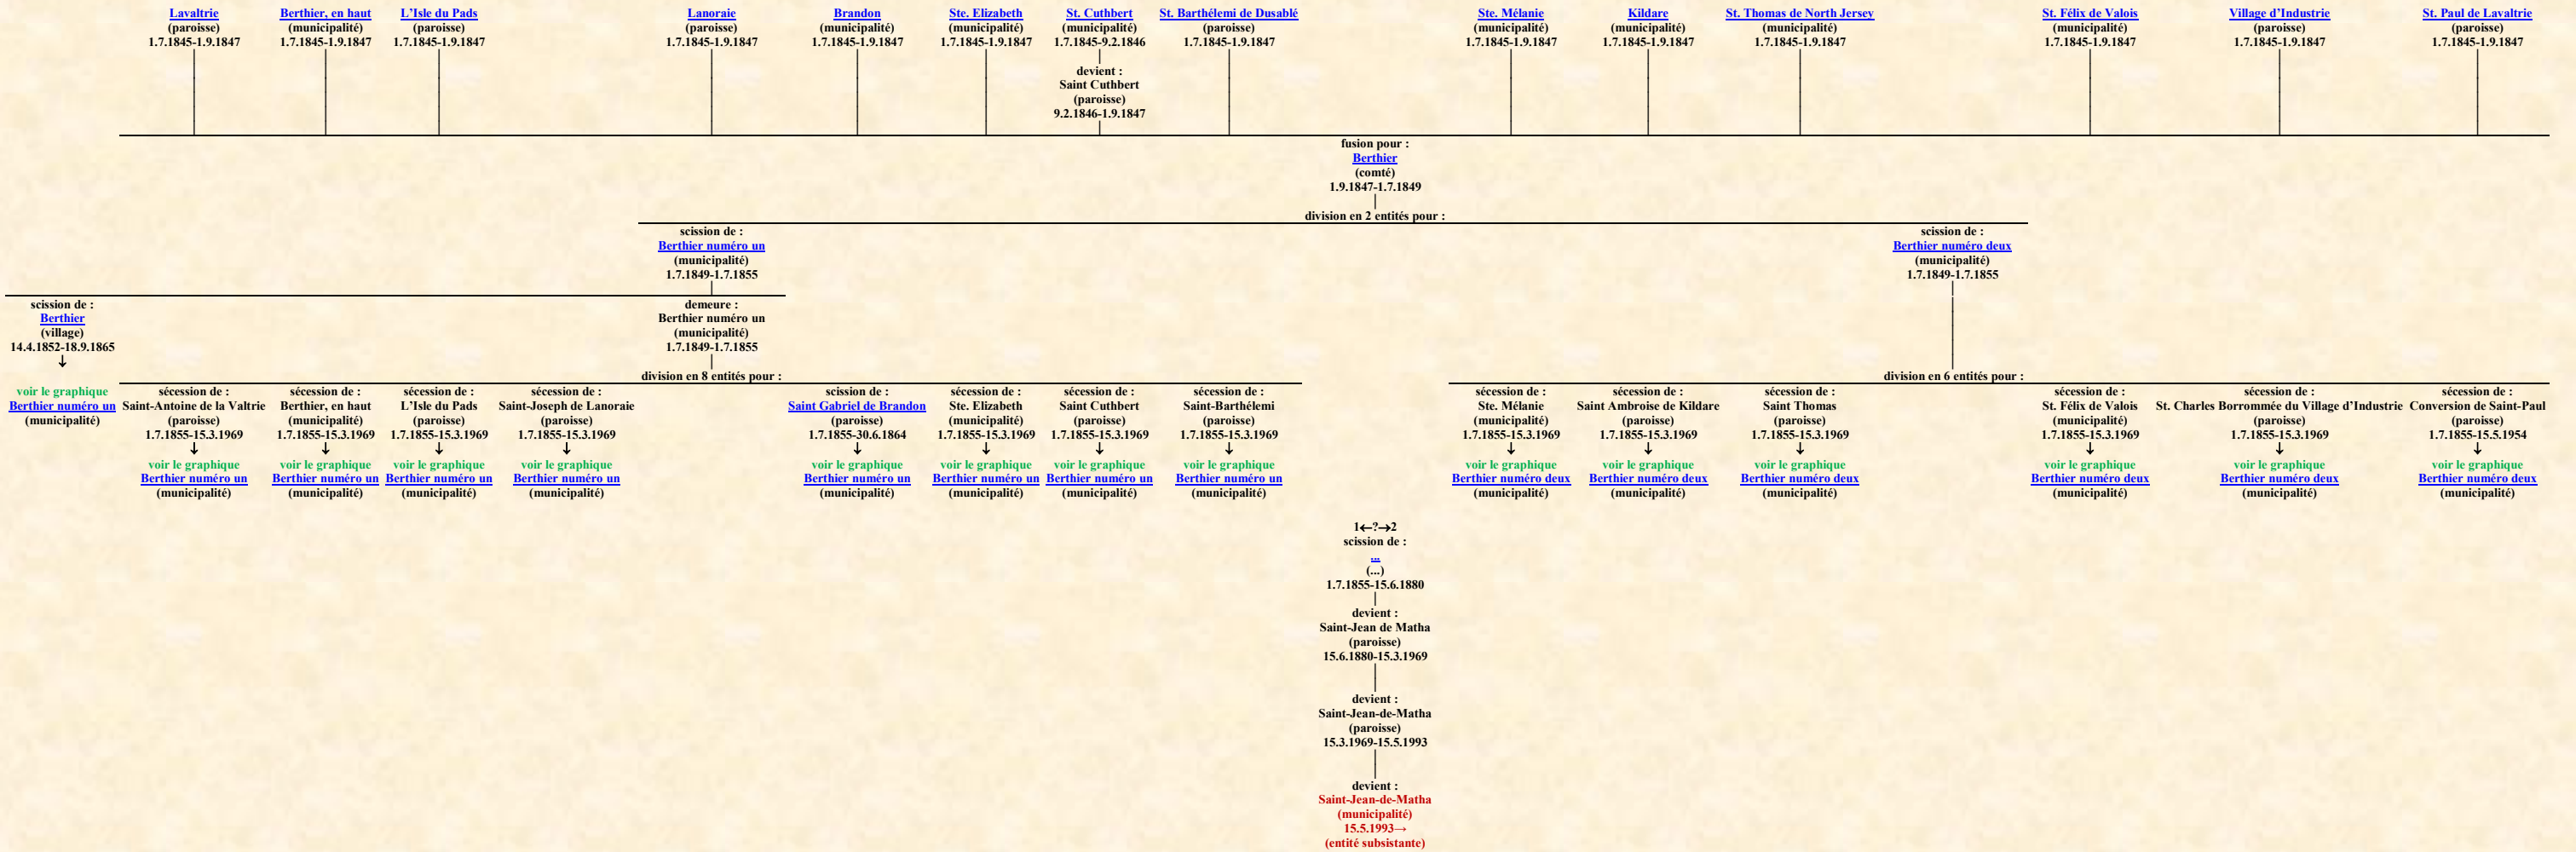 Lavaltrie
(paroisse)
1.7.1845-1.9.1847
Berthier, en haut
(municipalité)
1.7.1845-1.9.1847
L'Isle du Pads
(paroisse)
1.7.1845-1.9.1847
Lanoraie
(paroisse)
1.7.1845-1.9.1847
Brandon
(municipalité)
1.7.1845-1.9.1847
Ste. Elizabeth
(municipalité)
1.7.1845-1.9.1847
St. Cuthbert
(municipalité)
1.7.1845-9.2.1846
devient :
Saint Cuthbert
(paroisse)
9.2.1846-1.9.1847
St. Barthélemi de Dusablé
(paroisse)
1.7.1845-1.9.1847
Ste. Mélanie
(municipalité)
1.7.1845-1.9.1847
Kildare
(municipalité)
1.7.1845-1.9.1847
St. Thomas de North Jersey
(municipalité)
1.7.1845-1.9.1847
St. Félix de Valois
(municipalité)
1.7.1845-1.9.1847
Village d'Industrie
(paroisse)
1.7.1845-1.9.1847
St. Paul de Lavaltrie
(paroisse)
1.7.1845-1.9.1847
fusion pour :
Berthier
(comté)
1.9.1847-1.7.1849
division en 2 entités pour :
scission de :
Berthier numéro un
(municipalité)
1.7.1849-1.7.1855
scission de :
Berthier numéro deux
(municipalité)
1.7.1849-1.7.1855
scission de :
Berthier
(village)
14.4.1852-18.9.1865
↓
voir le graphique
Berthier numéro un
(municipalité)
demeure :
Berthier numéro un
(municipalité)
1.7.1849-1.7.1855
division en 8 entités pour :
division en 6 entités pour :
sécession de :
Saint-Antoine de la Valtrie
(paroisse)
1.7.1855-15.3.1969
↓
voir le graphique
Berthier numéro un
(municipalité)
sécession de :
Berthier, en haut
(municipalité)
1.7.1855-15.3.1969
↓
voir le graphique
Berthier numéro un
(municipalité)
sécession de :
L'Isle du Pads
(paroisse)
1.7.1855-15.3.1969
↓
voir le graphique
Berthier numéro un
(municipalité)
sécession de :
Saint-Joseph de Lanoraie
(paroisse)
1.7.1855-15.3.1969
↓
voir le graphique
Berthier numéro un
(municipalité)
scission de :
Saint Gabriel de Brandon
(paroisse)
1.7.1855-30.6.1864
↓
voir le graphique
Berthier numéro un
(municipalité)
sécession de :
Ste. Elizabeth
(municipalité)
1.7.1855-15.3.1969
↓
voir le graphique
Berthier numéro un
(municipalité)
sécession de :
Saint Cuthbert
(paroisse)
1.7.1855-15.3.1969
↓
voir le graphique
Berthier numéro un
(municipalité)
sécession de :
Saint-Barthélemi
(paroisse)
1.7.1855-15.3.1969
↓
voir le graphique
Berthier numéro un
(municipalité)
sécession de :
Ste. Mélanie
(municipalité)
1.7.1855-15.3.1969
↓
voir le graphique
Berthier numéro deux
(municipalité)
sécession de :
Saint Ambroise de Kildare
(paroisse)
1.7.1855-15.3.1969
↓
voir le graphique
Berthier numéro deux
(municipalité)
sécession de :
Saint Thomas
(paroisse)
1.7.1855-15.3.1969
↓
voir le graphique
Berthier numéro deux
(municipalité)
sécession de :
St. Félix de Valois
(municipalité)
1.7.1855-15.3.1969
↓
voir le graphique
Berthier numéro deux
(municipalité)
sécession de :
St. Charles Borrommée du Village d'Industrie
(paroisse)
1.7.1855-15.3.1969
↓
voir le graphique
Berthier numéro deux
(municipalité)
sécession de :
Conversion de Saint-Paul
(paroisse)
1.7.1855-15.5.1954
↓
voir le graphique
Berthier numéro deux
(municipalité)
1←?→2
scission de :
...
(...)
1.7.1855-15.6.1880
devient :
Saint-Jean de Matha
(paroisse)
15.6.1880-15.3.1969
devient :
Saint-Jean-de-Matha
(paroisse)
15.3.1969-15.5.1993
devient :
Saint-Jean-de-Matha
(municipalité)
15.5.1993→
(entité subsistante)